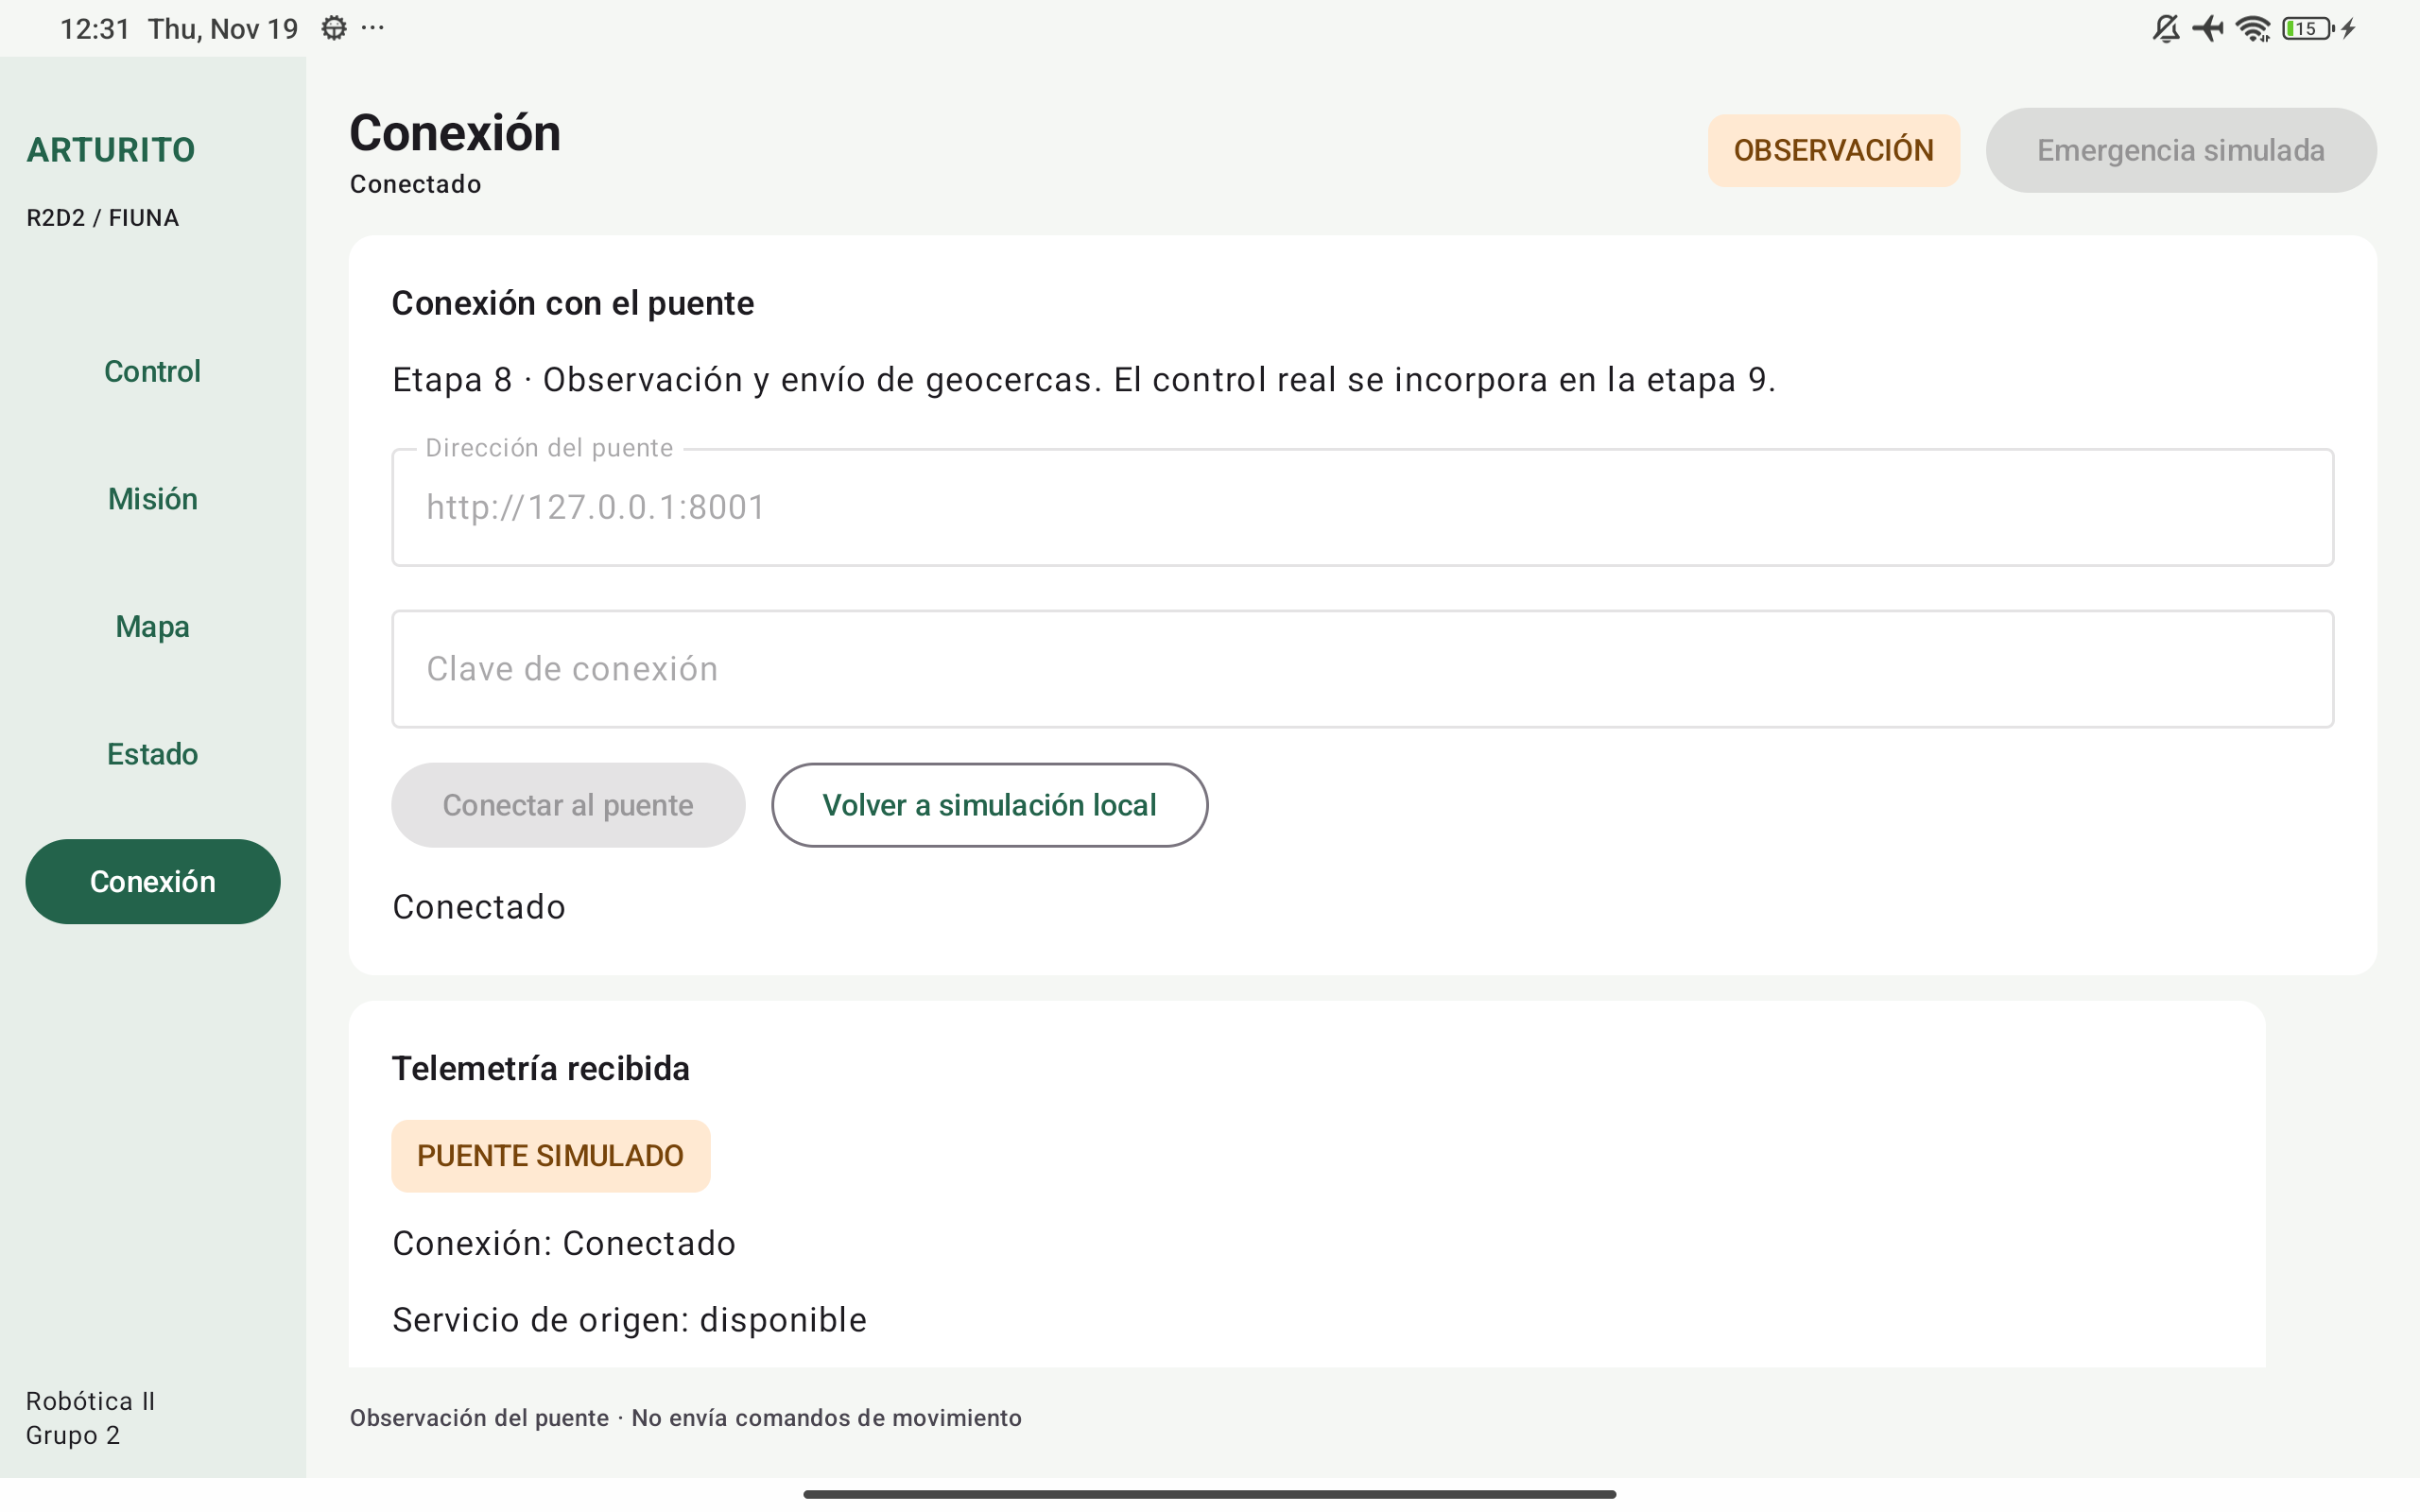 12:31 Thu, Nov 19 ...
15
ARTURITO
R2D2 / FIUNA
Control
Misión
Mapa
Estado
Conexión
Robótica II
Grupo 2
Conexión
Conectado
OBSERVACIÓN
Emergencia simulada
Conexión con el puente
Etapa 8 · Observación y envío de geocercas. El control real se incorpora en la etapa 9.
Dirección del puente
http://127.0.0.1:8001
Clave de conexión
Conectar al puente
Volver a simulación local
Conectado
Telemetría recibida
PUENTE SIMULADO
Conexión: Conectado
Servicio de origen: disponible
Observación del puente · No envía comandos de movimiento